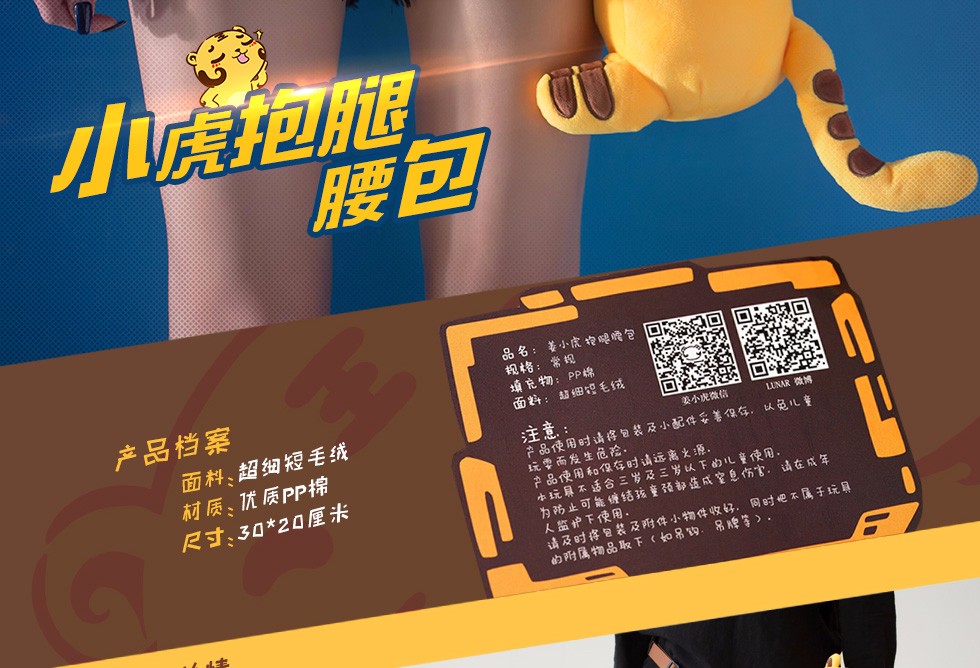 小虎抱腿
腰包
品名：姜小虎抱腿腰包
规格：常规
填充物：PP棉
面料：超细短毛绒
姜小虎微信
LUNAR 微博
注意：
产品使用时请将包装及小配件妥善保存，以免儿童
玩耍而发生危险。
产品使用和保存时请远离火源。
本玩具不适合三岁及三岁以下的儿童使用。
为防止可能缠结孩童颈部造成窒息伤害，请在成年
人监护下使用。
请及时将包装及附件小物件收好，同时把不属于玩具
的附属物品取下（如吊钩、吊牌等）。
产品档案
面料:超细短毛绒
材质:优质PP棉
尺寸:30*20厘米